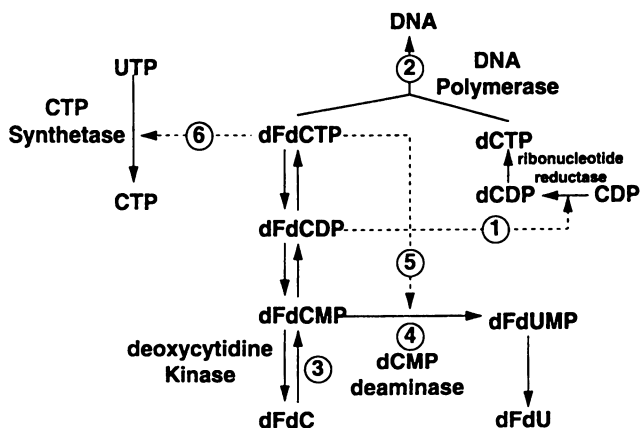 DNA
UTP
2
DNA
Polymerase
CTP
Synthetase
6
dFdCTP
dCTP
ribonucleotide
reductase
CTP
dCDP
CDP
dFdCDP
1
5
dFdCMP
dFdUMP
4
deoxycytidine
Kinase
3
dCMP
deaminase
dFdC
dFdU